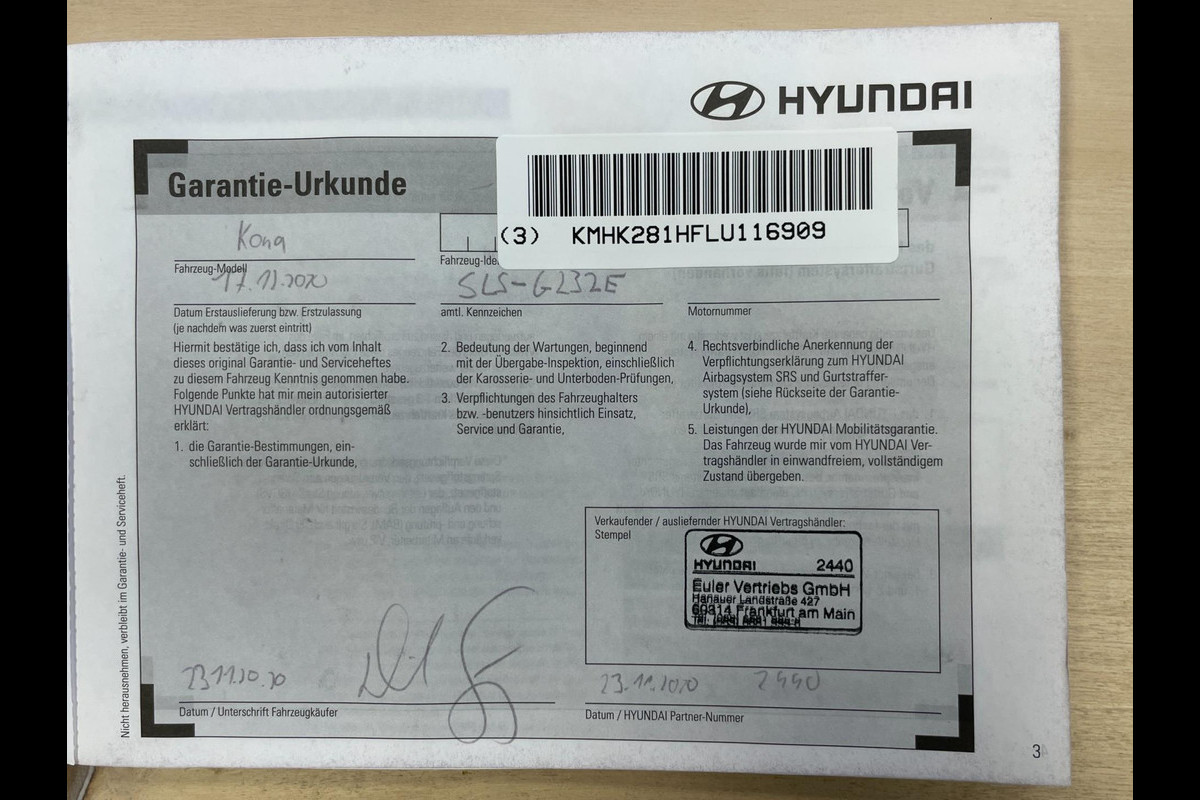 HYUNDAI
Garantie-Urkunde
(3) KMHK281HFLU116909
Kona
Fahrzeug-Modell
Fahrzeug-Ide
17.11.2020
SLS-G232E
Datum Erstauslieferung bzw. Erstzulassung
(je nachdem was zuerst eintritt)
amtl. Kennzeichen
Motornummer
Hiermit bestätige ich, dass ich vom Inhalt
dieses original Garantie- und Serviceheftes
zu diesem Fahrzeug Kenntnis genommen habe.
Folgende Punkte hat mir mein autorisierter
HYUNDAI Vertragshändler ordnungsgemäß
erklärt:
1. die Garantie-Bestimmungen, ein-
schließlich der Garantie-Urkunde,
2. Bedeutung der Wartungen, beginnend
mit der Übergabe-Inspektion, einschließlich
der Karosserie- und Unterboden-Prüfungen,
3. Verpflichtungen des Fahrzeughalters
bzw. -benutzers hinsichtlich Einsatz,
Service und Garantie,
4. Rechtsverbindliche Anerkennung der
Verpflichtungserklärung zum HYUNDAI
Airbagsystem SRS und Gurtstraffer-
system (siehe Rückseite der Garantie-
Urkunde),
5. Leistungen der HYUNDAI Mobilitätsgarantie.
Das Fahrzeug wurde mir vom HYUNDAI Ver-
tragshändler in einwandfreiem, vollständigem
Zustand übergeben.
Verkaufender / ausliefernder HYUNDAI Vertragshändler:
Stempel
HYUNDAI 2440
Euler Vertriebs GmbH
Hanauer Landstraße 427
60314 Frankfurt am Main
23.11.2020
23.11.2020 2440
Datum / Unterschrift Fahrzeugkäufer
Datum / HYUNDAI Partner-Nummer
Nicht herausnehmen, verbleibt im Garantie- und Serviceheft.
3